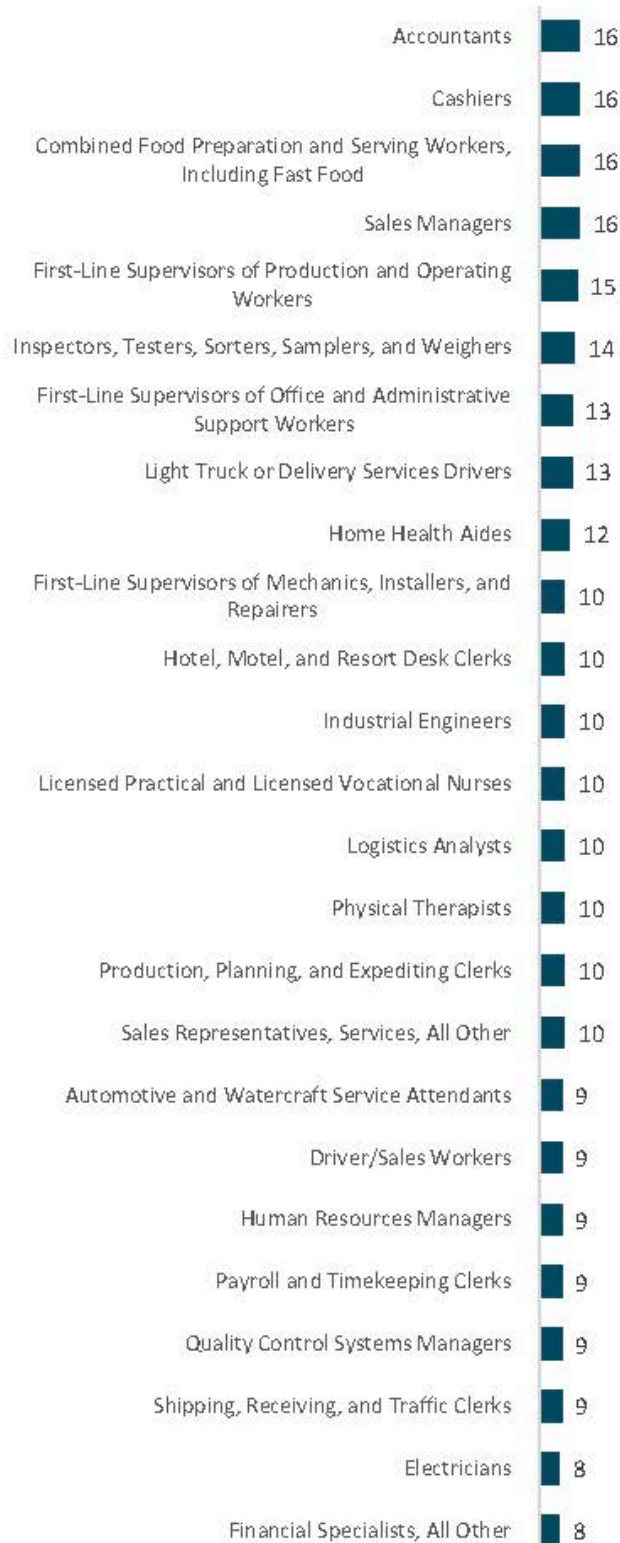 Accountants 16
Cashiers 16
Combined Food Preparation and Serving Workers,
Including Fast Food 16
Sales Managers 16
First-Line Supervisors of Production and Operating
Workers 15
Inspectors, Testers, Sorters, Samplers, and Weighers 14
First-Line Supervisors of Office and Administrative
Support Workers 13
Light Truck or Delivery Services Drivers 13
Home Health Aides 12
First-Line Supervisors of Mechanics, Installers, and
Repairers 10
Hotel, Motel, and Resort Desk Clerks 10
Industrial Engineers 10
Licensed Practical and Licensed Vocational Nurses 10
Logistics Analysts 10
Physical Therapists 10
Production, Planning, and Expediting Clerks 10
Sales Representatives, Services, All Other 10
Automotive and Watercraft Service Attendants 9
Driver/Sales Workers 9
Human Resources Managers 9
Payroll and Timekeeping Clerks 9
Quality Control Systems Managers 9
Shipping, Receiving, and Traffic Clerks 9
Electricians 8
Financial Specialists, All Other 8